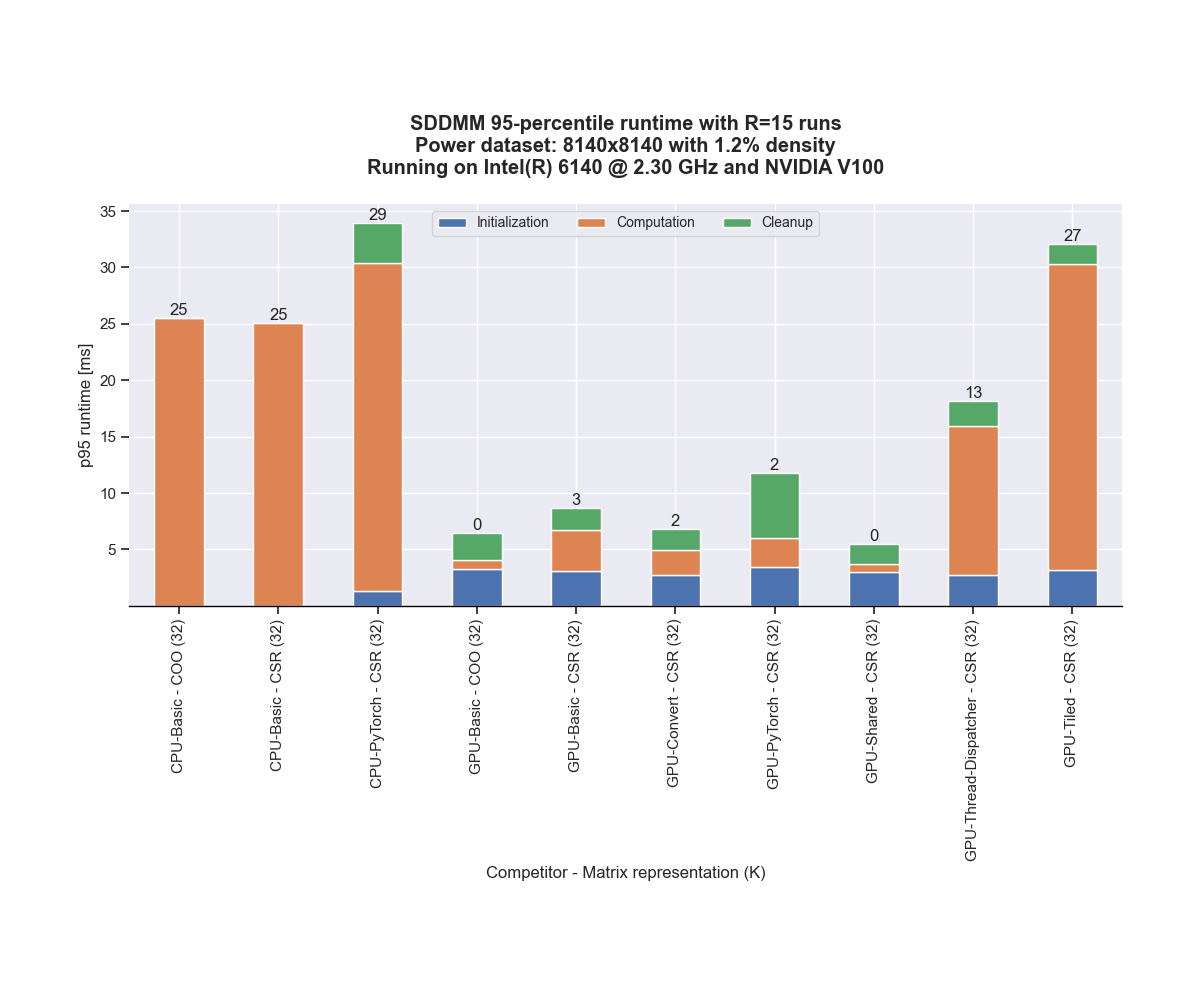 SDDMM 95-percentile runtime with R=15 runs
Power dataset: 8140x8140 with 1.2% density
Running on Intel(R) 6140 @ 2.30 GHz and NVIDIA V100
Initialization Computation Cleanup
p95 runtime [ms]
35
30
25
20
15
10
5
25
25
29
0
3
2
2
0
13
27
CPU-Basic - COO (32)
CPU-Basic - CSR (32)
CPU-PyTorch - CSR (32)
GPU-Basic - COO (32)
GPU-Basic - CSR (32)
GPU-Convert - CSR (32)
GPU-PyTorch - CSR (32)
GPU-Shared - CSR (32)
GPU-Thread-Dispatcher - CSR (32)
GPU-Tiled - CSR (32)
Competitor - Matrix representation (K)